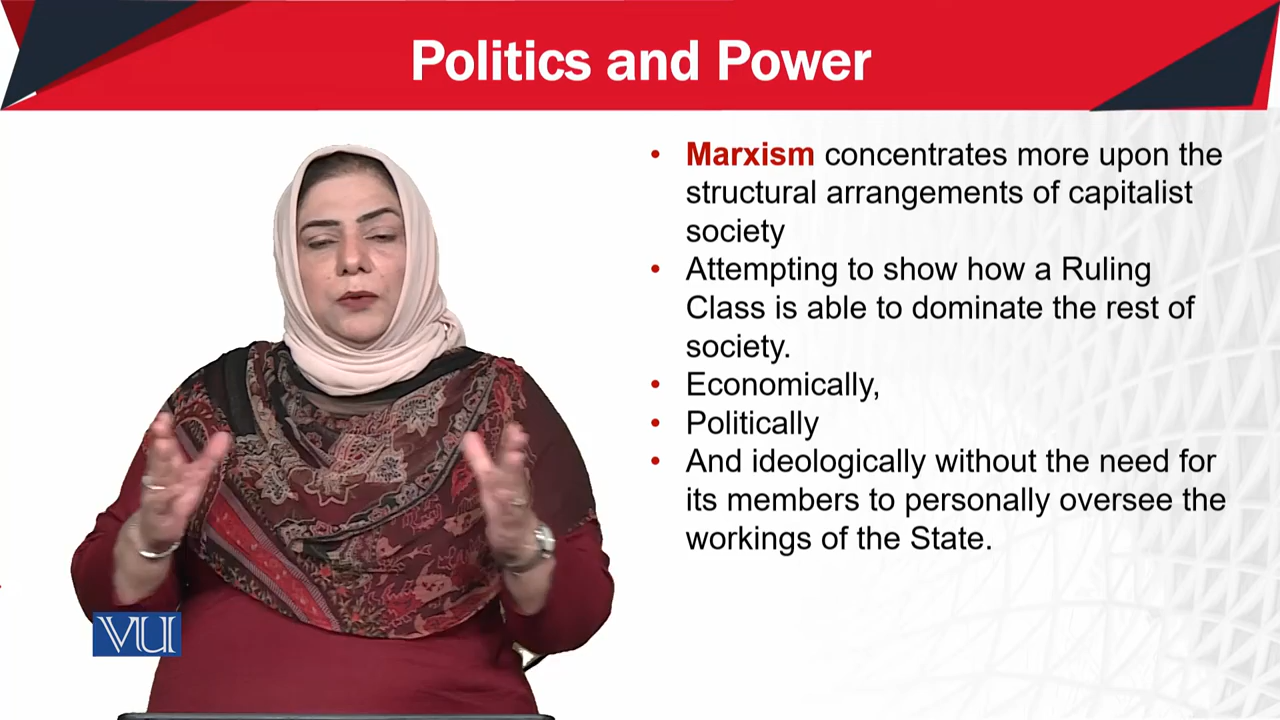 Politics and Power
• Marxism concentrates more upon the
structural arrangements of capitalist
society
• Attempting to show how a Ruling
Class is able to dominate the rest of
society.
• Economically,
• Politically
• And ideologically without the need for
its members to personally oversee the
workings of the State.
VU